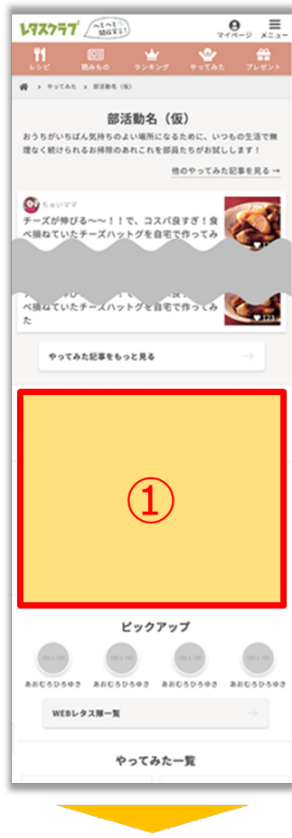 レタスクラブ
へとへと
マイページ メニュー
レシピ 読みもの ランキング やってみた プレゼント
> やってみた > 部活動名（仮）
部活動名（仮）
おうちがいちばん気持ちのよい場所になるために、いつもの生活で無
理なく続けられるお掃除のあれこれを部員たちがお試しします！
他のやってみた記事を見る→
ちゅいママ
チーズが伸びる〜〜！！で、コスパ良すぎ！食
べ損ねていたチーズハットグを自宅で作ってみ
べ損ねていたチーズハットグを自宅で作ってみ
た
123
やってみた記事をもっと見る →
①
ピックアップ
あおむろひろゆき あおむろひろゆき あおむろひろゆき あおむろひろゆき
WEBレタス隊一覧 →
やってみた一覧